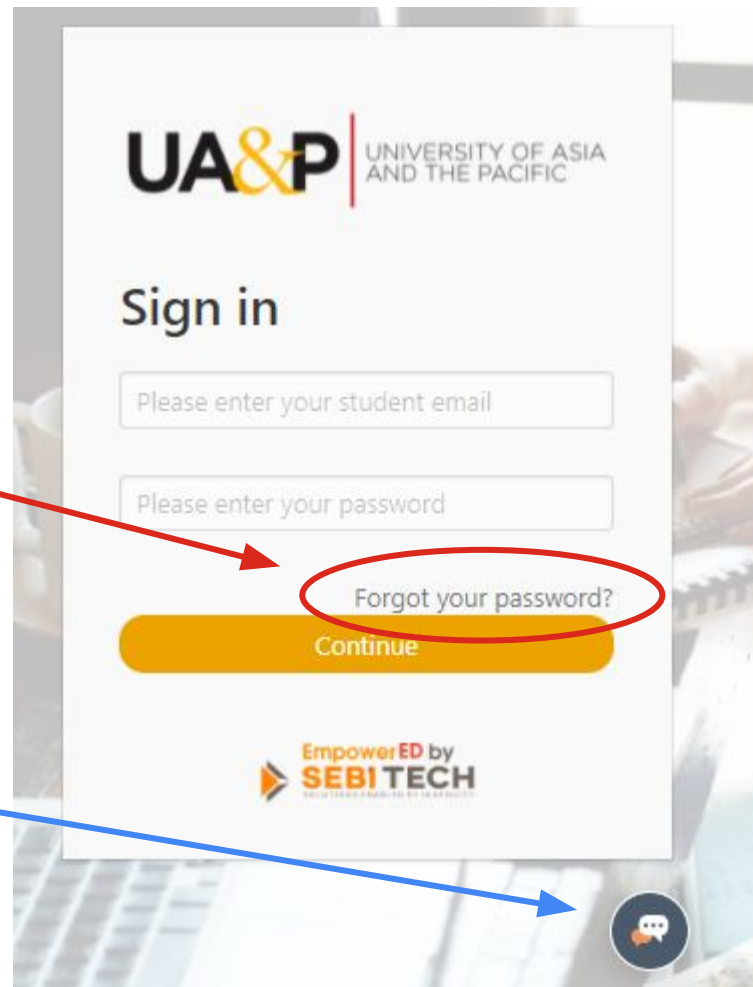 UA&P
UNIVERSITY OF ASIA
AND THE PACIFIC
Sign in
Please enter your student email
Please enter your password
Forgot your password?
Continue
EmpowerED by
SEBITECH